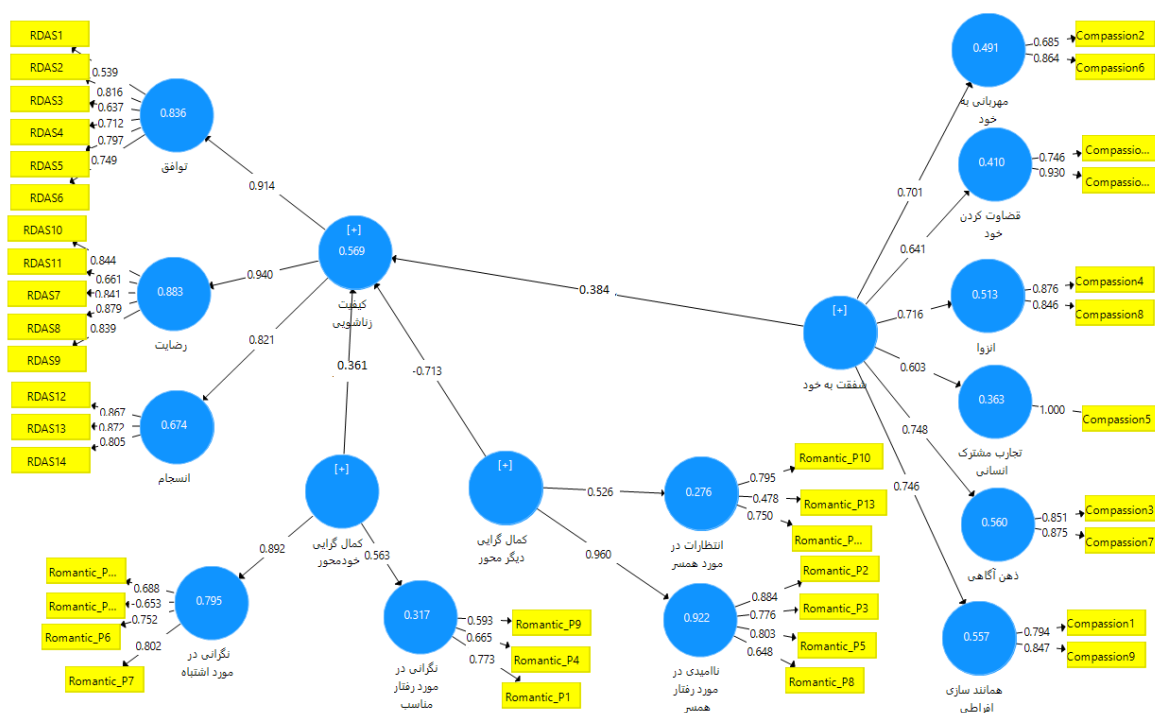 RDAS1
RDAS2
RDAS3
RDAS4
RDAS5
RDAS6
0.539
0.816
0.637
0.712
0.797
0.749
0.836
توافق
0.914
RDAS10
RDAS11
RDAS7
RDAS8
RDAS9
0.844
0.661
0.841
0.879
0.839
0.883
رضایت
0.940
RDAS12
RDAS13
RDAS14
0.867
0.872
0.805
0.674
انسجام
0.821
[+]
0.569
کیفیت
زناشویی
0.384
0.361
-0.713
[+]
کمال گرایی
خودمحور
[+]
کمال گرایی
دیگر محور
0.892
0.563
0.526
0.960
Romantic_P...
Romantic_P...
Romantic_P6
Romantic_P7
0.688
-0.653
0.752
0.802
0.795
نگرانی در
مورد اشتباه
0.317
نگرانی در
مورد رفتار
مناسب
0.593
0.665
0.773
Romantic_P9
Romantic_P4
Romantic_P1
0.276
انتظارات در
مورد همسر
0.795
0.478
0.750
Romantic_P10
Romantic_P13
Romantic_P...
0.922
ناامیدی در
مورد رفتار
همسر
0.884
0.776
0.803
0.648
Romantic_P2
Romantic_P3
Romantic_P5
Romantic_P8
[+]
شفقت به خود
0.701
0.641
0.716
0.603
0.748
0.746
0.491
مهربانی به
خود
0.685
0.864
Compassion2
Compassion6
0.410
قضاوت کردن
خود
0.746
0.930
Compassio...
Compassio...
0.513
انزوا
0.876
0.846
Compassion4
Compassion8
0.363
تجارب مشترک
انسانی
1.000
Compassion5
0.560
ذهن آگاهی
0.851
0.875
Compassion3
Compassion7
0.557
همانند سازی
افراطی
0.794
0.847
Compassion1
Compassion9